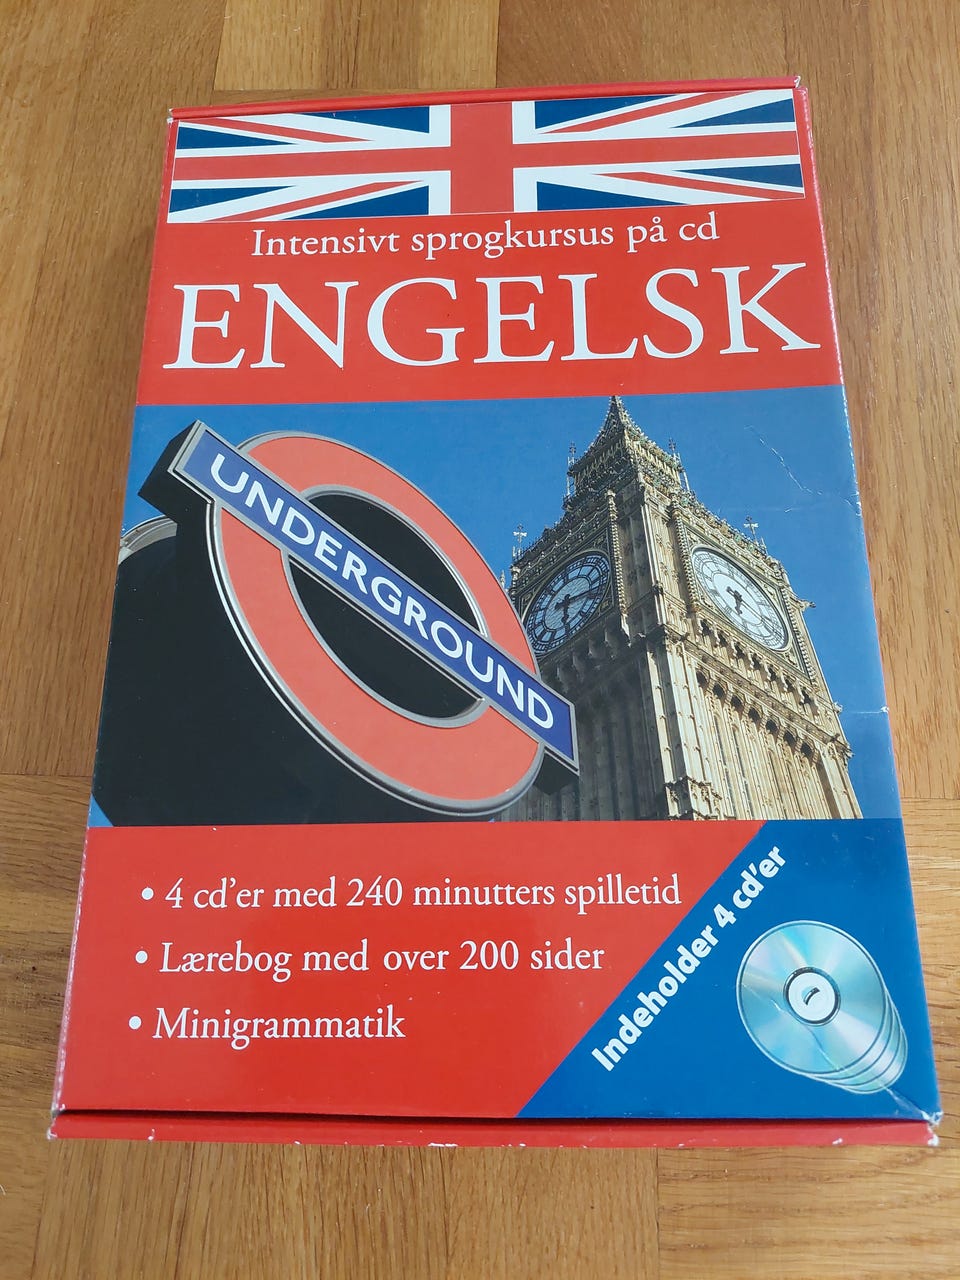 Intensivt sprogkursus på cd
ENGELSK
UNDERGROUND
• 4 cd’er med 240 minutters spilletid
• Lærebog med over 200 sider
• Minigrammatik
Indeholder 4 cd’er